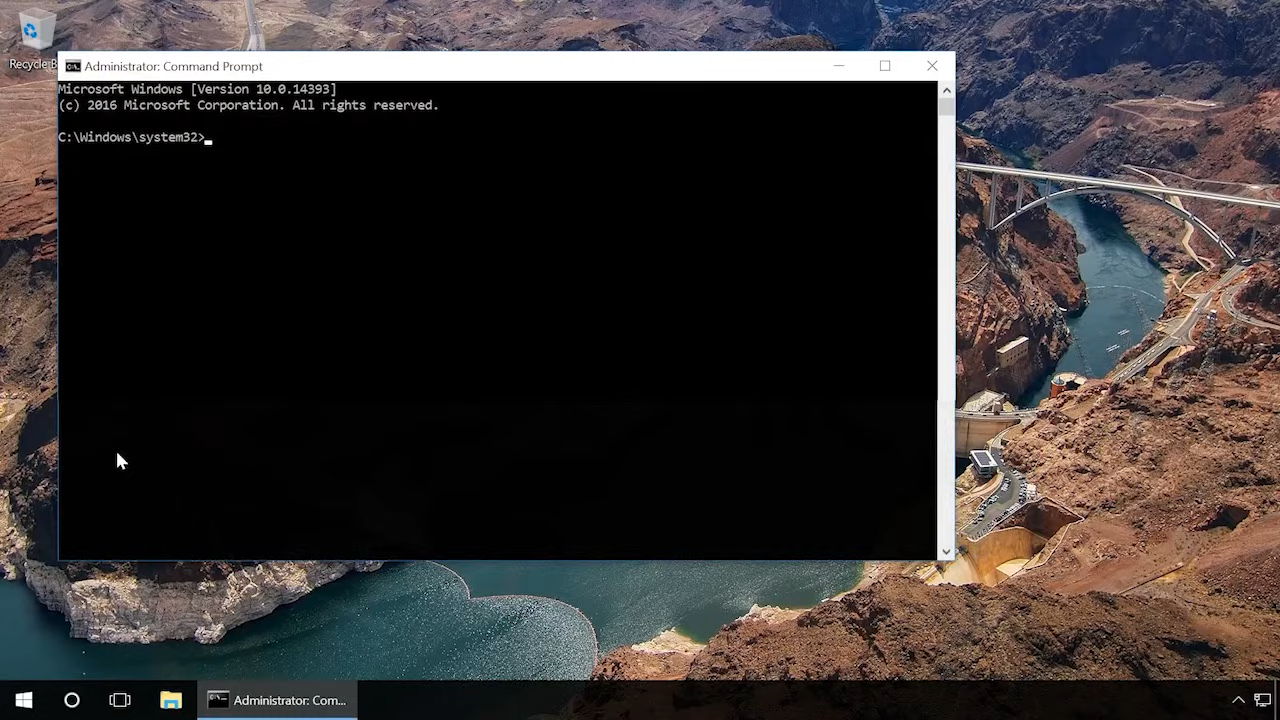 Recycle B
Administrator: Command Prompt
Microsoft Windows [Version 10.0.14393]
(c) 2016 Microsoft Corporation. All rights reserved.
C:\Windows\system32>
Administrator: Com...